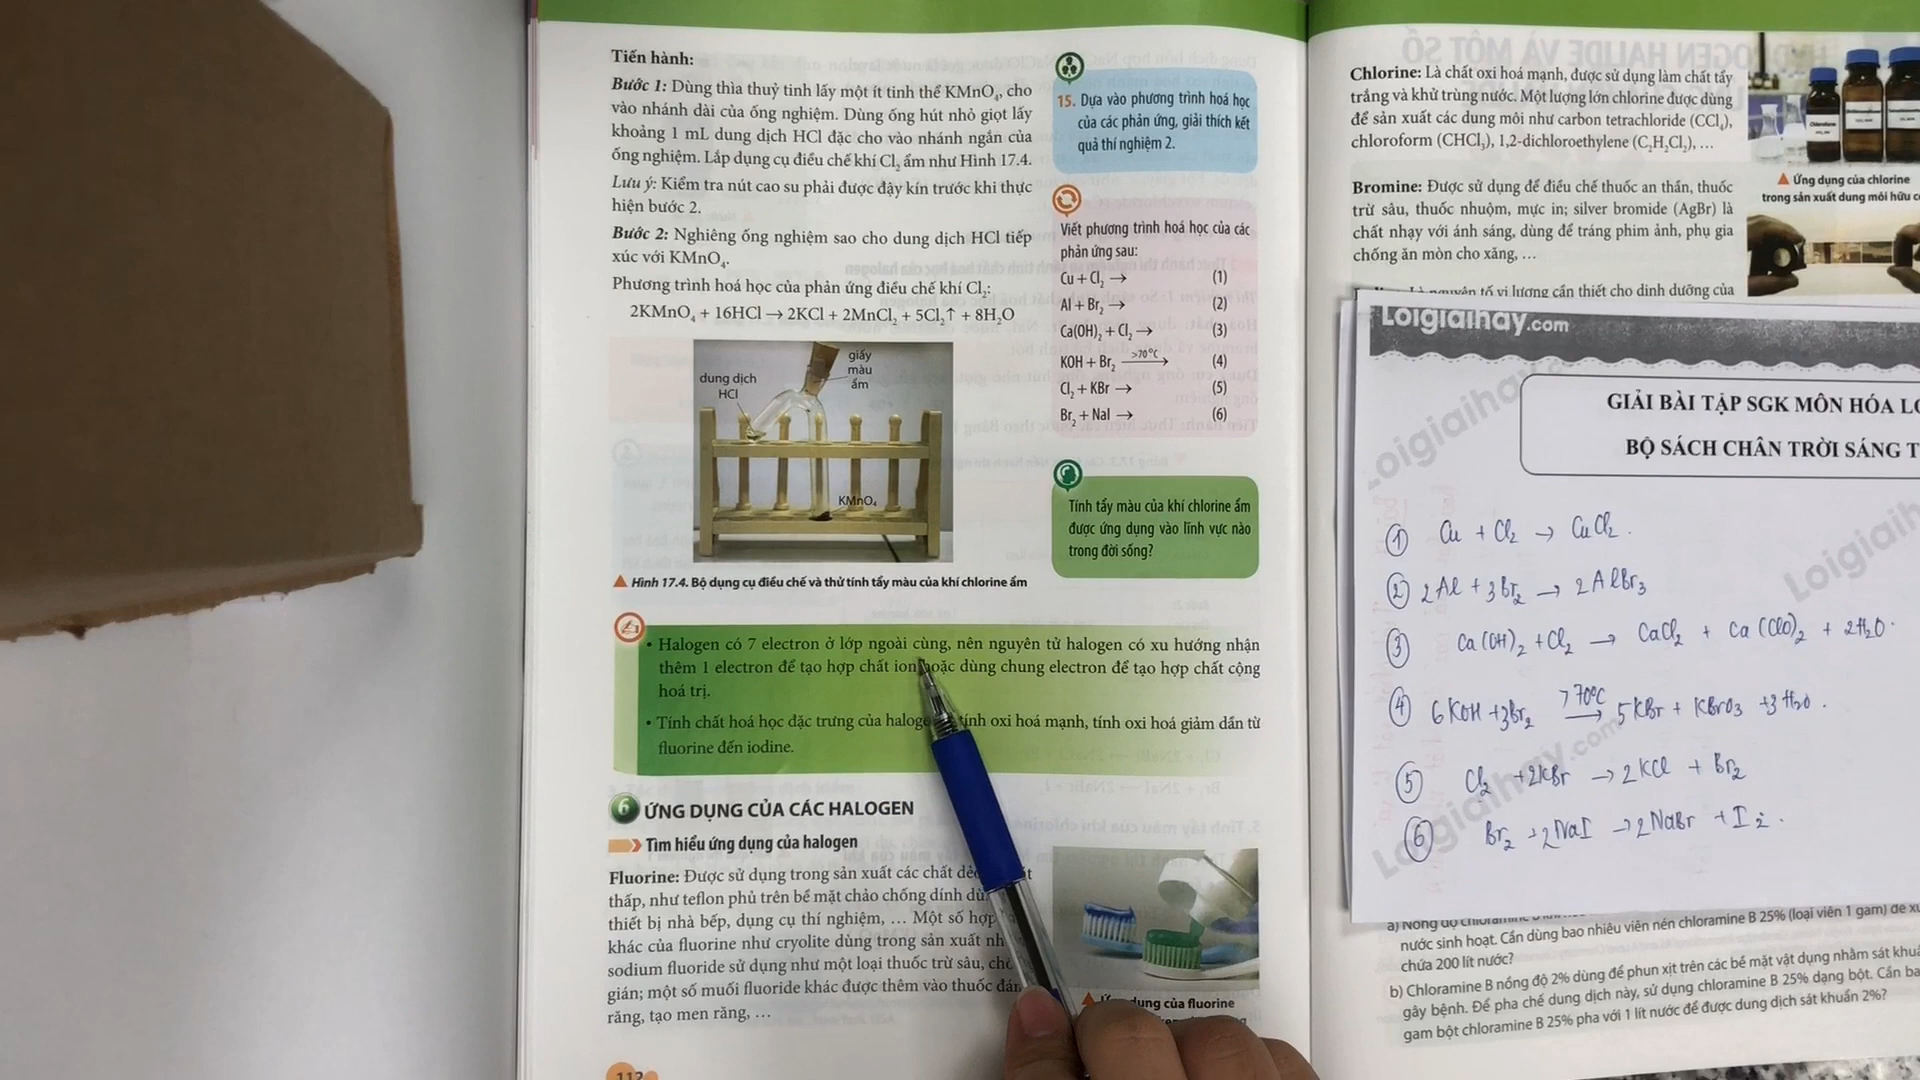 Tiến hành:
Bước 1: Dùng thìa thuỷ tinh lấy một ít tinh thể KMnO₄, cho
vào nhánh dài của ống nghiệm. Dùng ống hút nhỏ giọt lấy
khoảng 1 mL dung dịch HCl đặc cho vào nhánh ngắn của
ống nghiệm. Lắp dụng cụ điều chế khí Cl₂ ẩm như Hình 17.4.
Lưu ý: Kiểm tra nút cao su phải được đậy kín trước khi thực
hiện bước 2.
Bước 2: Nghiêng ống nghiệm sao cho dung dịch HCl tiếp
xúc với KMnO₄.
Phương trình hoá học của phản ứng điều chế khí Cl₂:
2KMnO₄ + 16HCl → 2KCl + 2MnCl₂ + 5Cl₂↑ + 8H₂O
giấy
màu
ẩm
dung dịch
HCl
KMnO₄
Hình 17.4. Bộ dụng cụ điều chế và thử tính tẩy màu của khí chlorine ẩm
15. Dựa vào phương trình hoá học
của các phản ứng, giải thích kết
quả thí nghiệm 2.
Viết phương trình hoá học của các
phản ứng sau:
Cu + Cl₂ → (1)
Al + Br₂ → (2)
Ca(OH)₂ + Cl₂ → (3)
KOH + Br₂ >70°C → (4)
Cl₂ + KBr → (5)
Br₂ + NaI → (6)
Tính tẩy màu của khí chlorine ẩm
được ứng dụng vào lĩnh vực nào
trong đời sống?
• Halogen có 7 electron ở lớp ngoài cùng, nên nguyên tử halogen có xu hướng nhận
thêm 1 electron để tạo hợp chất ion hoặc dùng chung electron để tạo hợp chất cộng
hoá trị.
• Tính chất hoá học đặc trưng của tính oxi hoá mạnh, tính oxi hoá giảm dần từ
fluorine đến iodine.
6 ỨNG DỤNG CỦA CÁC HALOGEN
Tìm hiểu ứng dụng của halogen
Fluorine: Được sử dụng trong sản xuất các chất
thấp, như teflon phủ trên bề mặt chảo chống dính
thiết bị nhà bếp, dụng cụ thí nghiệm, … Một số hợp
khác của fluorine như cryolite dùng trong sản xuất
sodium fluoride sử dụng như một loại thuốc trừ sâu,
gián; một số muối fluoride khác được thêm vào thuốc
răng, tạo men răng, …
dụng của fluorine
112
Chlorine: Là chất oxi hoá mạnh, được sử dụng làm chất tẩy
trắng và khử trùng nước. Một lượng lớn chlorine được dùng
để sản xuất các dung môi như carbon tetrachloride (CCl₄),
chloroform (CHCl₃), 1,2-dichloroethylene (C₂H₂Cl₂), …
Ứng dụng của chlorine
trong sản xuất dung môi hữu
Bromine: Được sử dụng để điều chế thuốc an thần, thuốc
trừ sâu, thuốc nhuộm, mực in; silver bromide (AgBr) là
chất nhạy với ánh sáng, dùng để tráng phim ảnh, phụ gia
chống ăn mòn cho xăng, …
nguyên tố vi lượng cần thiết cho dinh dưỡng của
Loigiaihay.com
GIẢI BÀI TẬP SGK MÔN HÓA
BỘ SÁCH CHÂN TRỜI SÁNG
① Cu + Cl₂ → CuCl₂.
② 2Al + 3Br₂ → 2AlBr₃
③ Ca(OH)₂ + Cl₂ → CaCl₂ + Ca(ClO)₂ + 2H₂O.
④ 6KOH + 3Br₂ >70°C → 5KBr + KBrO₃ + 3H₂O.
⑤ Cl₂ + 2KBr → 2KCl + Br₂
⑥ Br₂ + 2NaI → 2NaBr + I₂.
nước sinh hoạt. Cần dùng bao nhiêu viên nén chloramine B 25% (loại viên 1 gam) để
chứa 200 lít nước?
b) Chloramine B nồng độ 2% dùng để phun xịt trên các bề mặt vật dụng nhằm sát
gây bệnh. Để pha chế dung dịch này, sử dụng chloramine B 25% dạng bột. Cần
gam bột chloramine B 25% pha với 1 lít nước để được dung dịch sát khuẩn 2%?